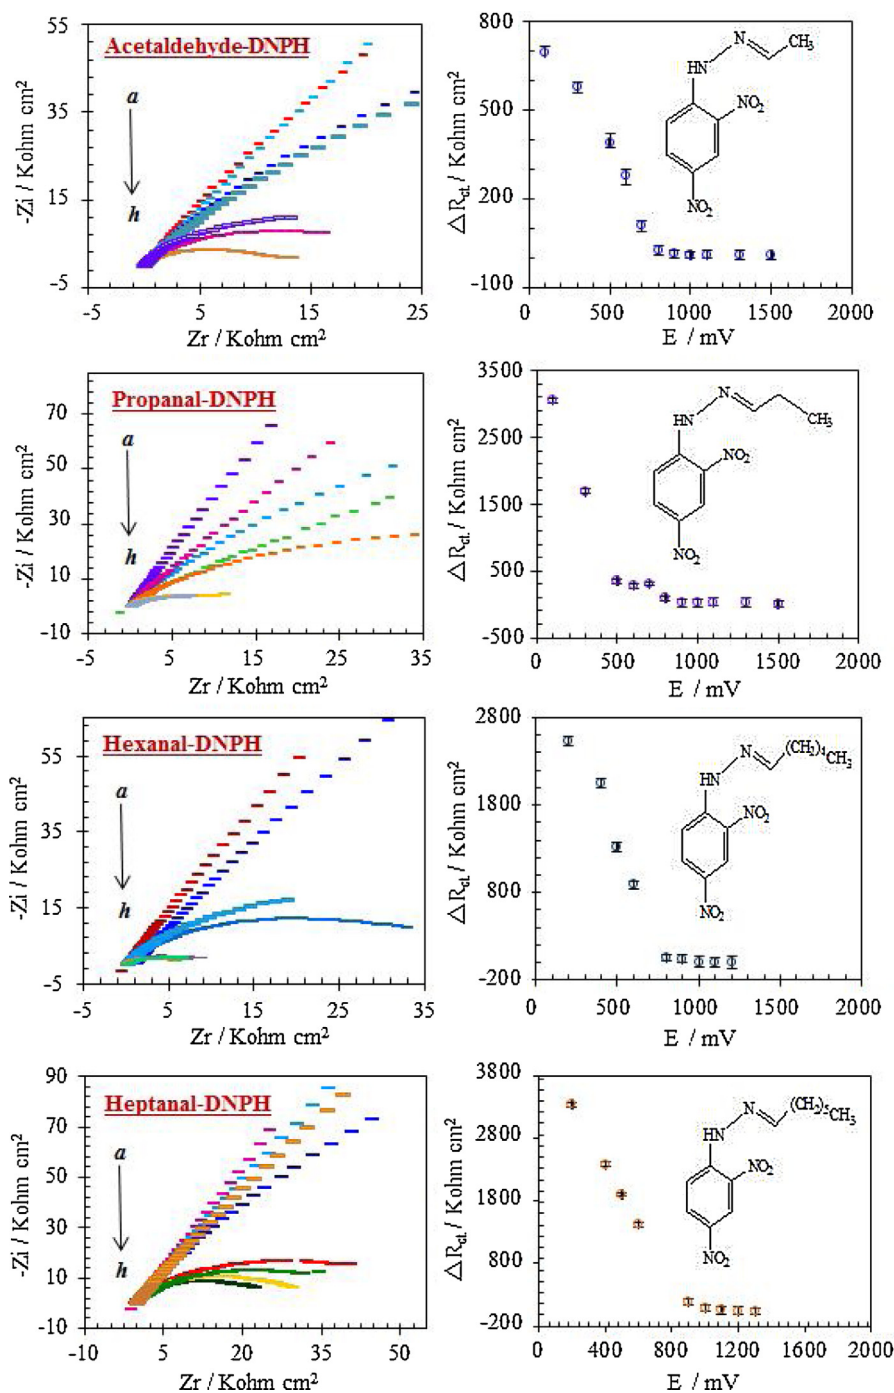 55
35
15
-5
-Zi / Kohm cm²
Acetaldehyde-DNPH
a
h
-5 5 15 25
Zr / Kohm cm²
800
500
200
-100
△Rct / Kohm cm²
N CH₃
HN
NO₂
NO₂
0 500 1000 1500 2000
E / mV
70
50
30
10
-10
-Zi / Kohm cm²
Propanal-DNPH
a
h
-5 5 15 25 35
Zr / Kohm cm²
3500
2500
1500
500
-500
△Rct / Kohm cm²
N
HN CH₃
NO₂
NO₂
0 500 1000 1500 2000
E / mV
55
35
15
-5
-Zi / Kohm cm²
Hexanal-DNPH
a
h
-5 5 15 25 35
Zr / Kohm cm²
2800
1800
800
-200
△Rct / Kohm cm²
N (CH₂)₄CH₃
HN
NO₂
NO₂
0 500 1000 1500 2000
E / mV
90
70
50
30
10
-10
-Zi / Kohm cm²
Heptanal-DNPH
a
h
-10 5 20 35 50
Zr / Kohm cm²
3800
2800
1800
800
-200
△Rct / Kohm cm²
N (CH₂)₅CH₃
HN
NO₂
NO₂
0 400 800 1200 1600 2000
E / mV